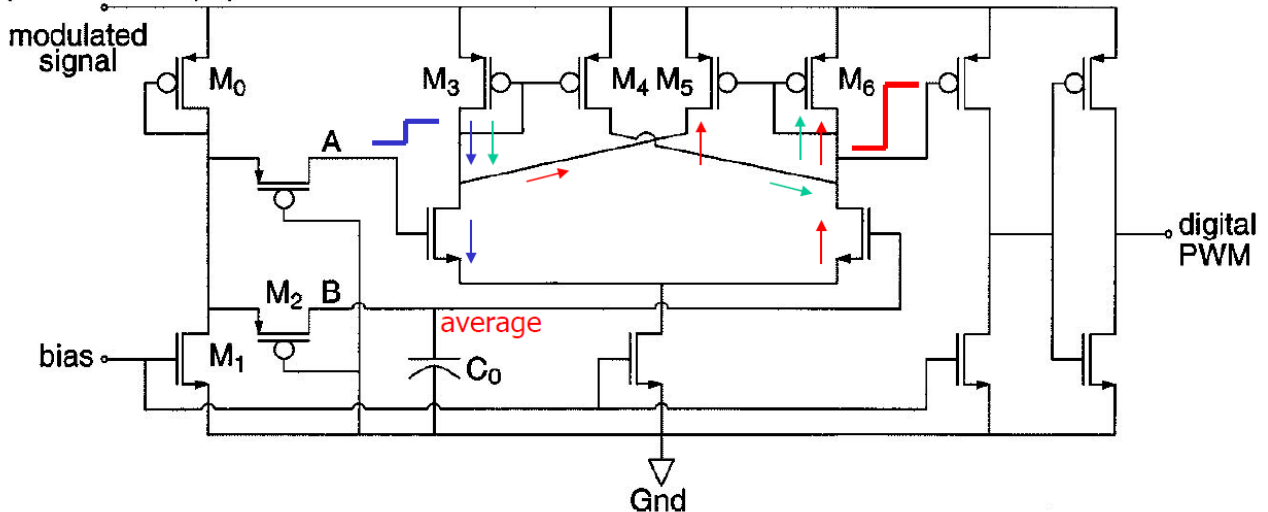 modulated
signal
M0
M3
M4
M5
M6
A
M2
B
average
bias
M1
C0
digital
PWM
Gnd